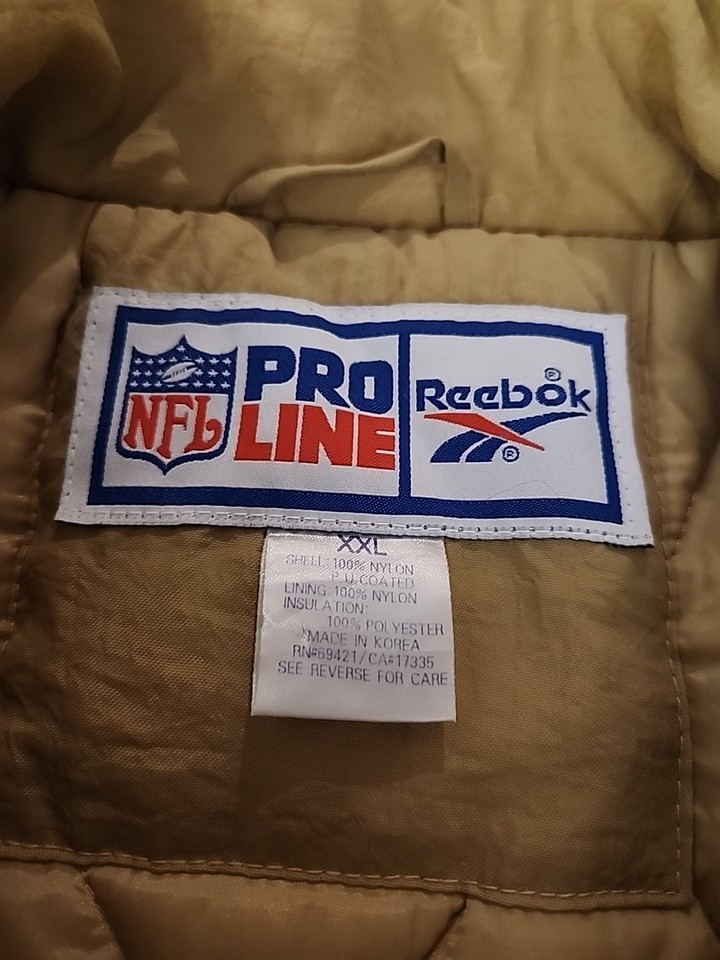 NFL
PRO
LINE
Reebok®
®
XXL
SHELL: 100% NYLON
P.U.COATED
LINING: 100% NYLON
INSULATION:
100% POLYESTER
MADE IN KOREA
RN#69421/CA#17335
SEE REVERSE FOR CARE